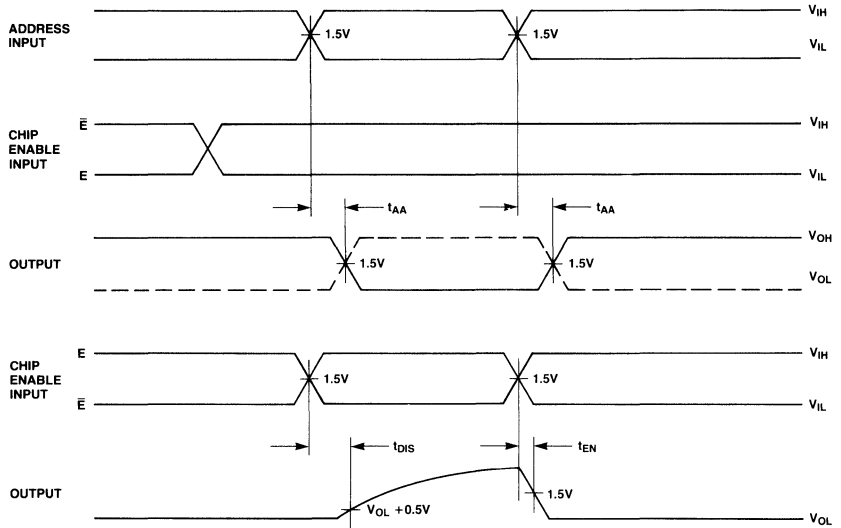 V_IH
ADDRESS
INPUT
1.5V 1.5V
V_IL
E̅ V_IH
CHIP
ENABLE
INPUT
E V_IL
t_AA t_AA
V_OH
OUTPUT 1.5V 1.5V
V_OL
E V_IH
CHIP
ENABLE
INPUT
1.5V 1.5V
E̅ V_IL
t_DIS t_EN
OUTPUT 1.5V
V_OL +0.5V
V_OL